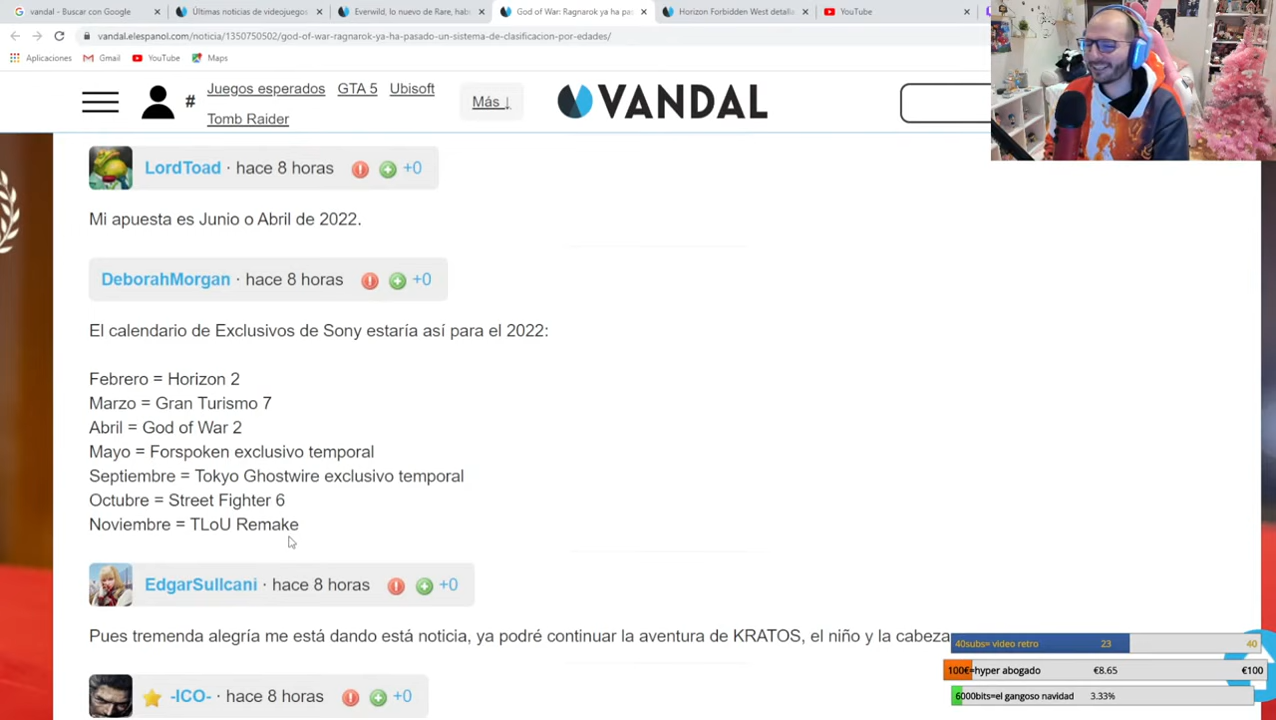 vandal - Buscar con Google
Últimas noticias de videojuegos
Everwild, lo nuevo de Rare, hab
God of War: Ragnarok ya ha pas
Horizon Forbidden West detalla
YouTube
vandal.elespanol.com/noticia/1350750502/god-of-war-ragnarok-ya-ha-pasado-un-sistema-de-clasificacion-por-edades/
Aplicaciones Gmail YouTube Maps
# Juegos esperados GTA 5 Ubisoft
Tomb Raider
Más ↓
VANDAL
LordToad · hace 8 horas +0
Mi apuesta es Junio o Abril de 2022.
DeborahMorgan · hace 8 horas +0
El calendario de Exclusivos de Sony estaría así para el 2022:
Febrero = Horizon 2
Marzo = Gran Turismo 7
Abril = God of War 2
Mayo = Forspoken exclusivo temporal
Septiembre = Tokyo Ghostwire exclusivo temporal
Octubre = Street Fighter 6
Noviembre = TLoU Remake
EdgarSullcani · hace 8 horas +0
Pues tremenda alegría me está dando está noticia, ya podré continuar la aventura de KRATOS, el niño y la cabeza
-ICO- · hace 8 horas +0
40subs= video retro 23 40
100€=hyper abogado €8.65 €100
6000bits=el gangoso navidad 3.33%